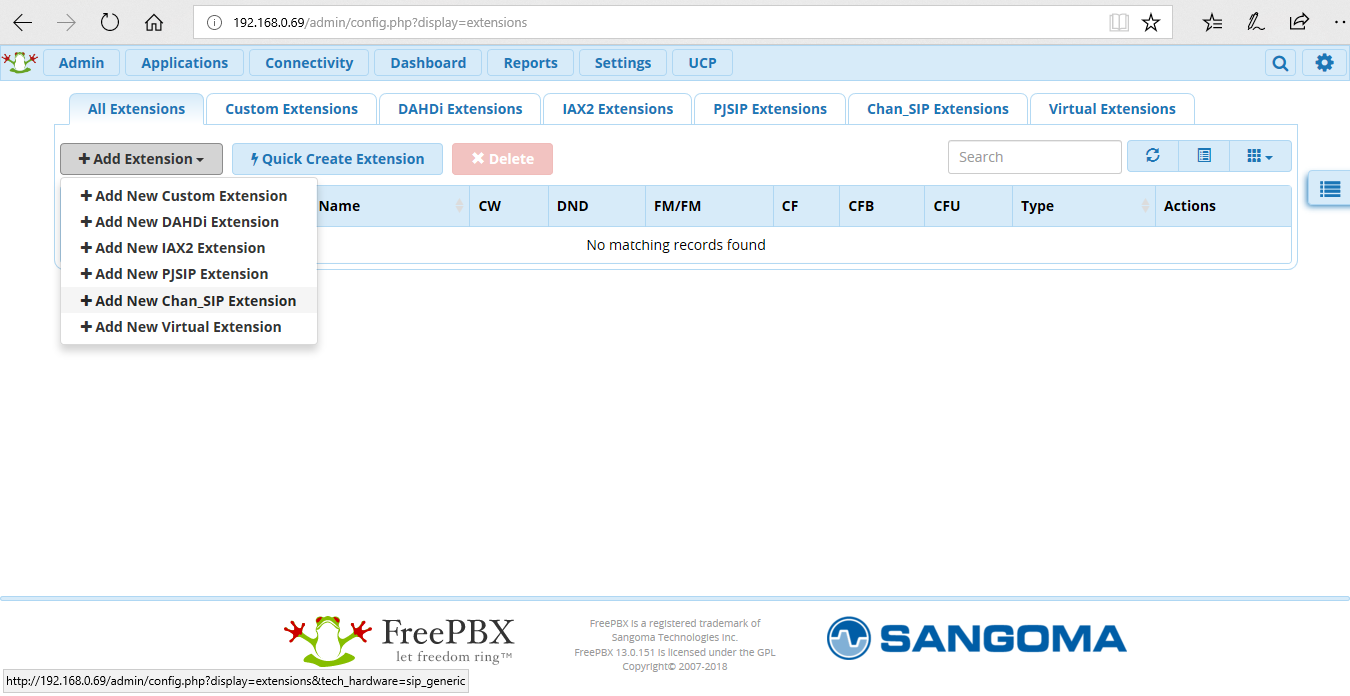 192.168.0.69/admin/config.php?display=extensions
Admin Applications Connectivity Dashboard Reports Settings UCP
All Extensions Custom Extensions DAHDi Extensions IAX2 Extensions PJSIP Extensions Chan_SIP Extensions Virtual Extensions
Add Extension Quick Create Extension Delete Search
Add New Custom Extension
Add New DAHDi Extension
Add New IAX2 Extension
Add New PJSIP Extension
Add New Chan_SIP Extension
Add New Virtual Extension
Name CW DND FM/FM CF CFB CFU Type Actions
No matching records found
FreePBX
let freedom ring™
FreePBX is a registered trademark of
Sangoma Technologies Inc.
FreePBX 13.0.151 is licensed under the GPL
Copyright© 2007-2018
SANGOMA
http://192.168.0.69/admin/config.php?display=extensions&tech_hardware=sip_generic